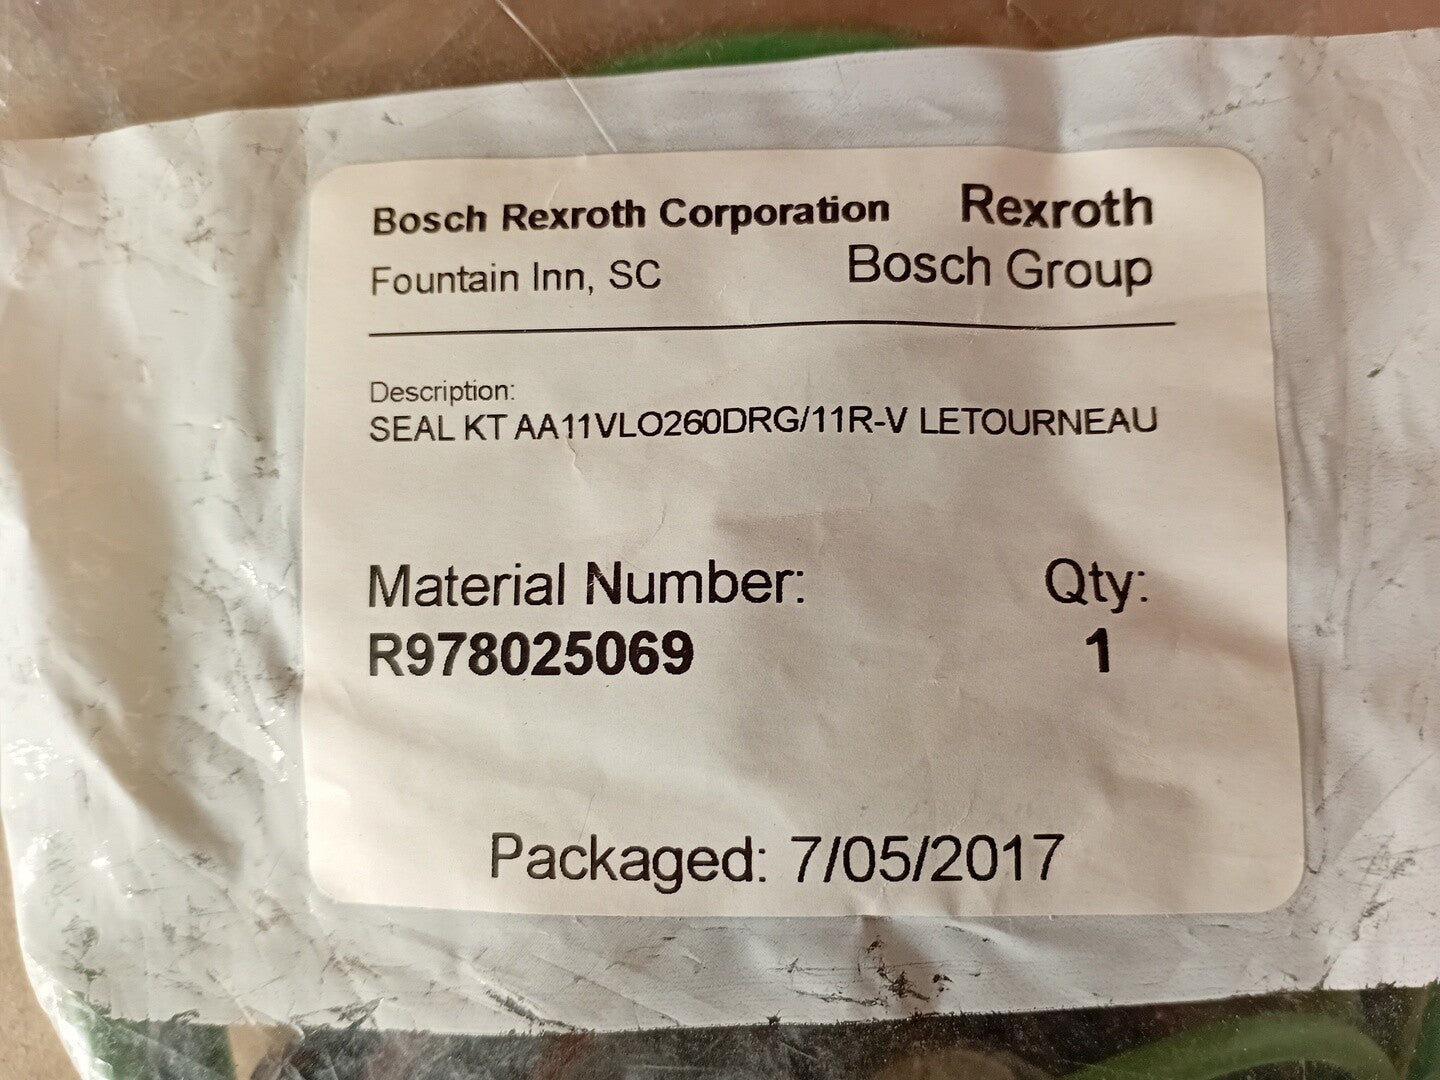 Bosch Rexroth Corporation Rexroth
Fountain Inn, SC Bosch Group
Description:
SEAL KT AA11VLO260DRG/11R-V LETOURNEAU
Material Number: Qty:
R978025069 1
Packaged: 7/05/2017